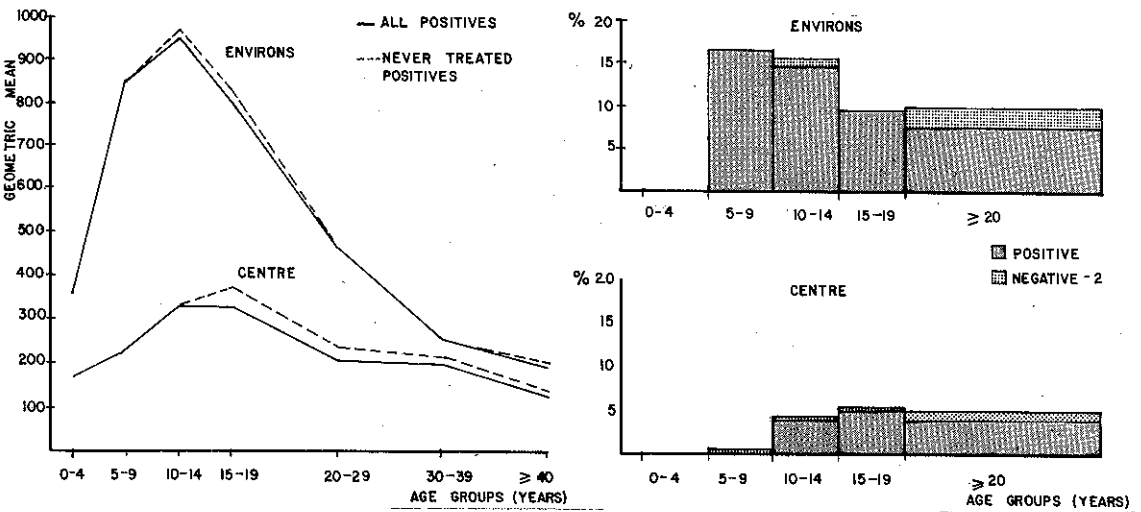 GEOMETRIC MEAN
1000
900
800
700
600
500
400
300
200
100
ALL POSITIVES
NEVER TREATED
POSITIVES
ENVIRONS
CENTRE
0-4 5-9 10-14 15-19 20-29 30-39 ≥ 40
AGE GROUPS (YEARS)
% 20
15
10
5
ENVIRONS
0-4 5-9 10-14 15-19 ≥ 20
POSITIVE
NEGATIVE - 2
% 2.0
15
10
5
CENTRE
0-4 5-9 10-14 15-19 ≥ 20
AGE GROUPS (YEARS)